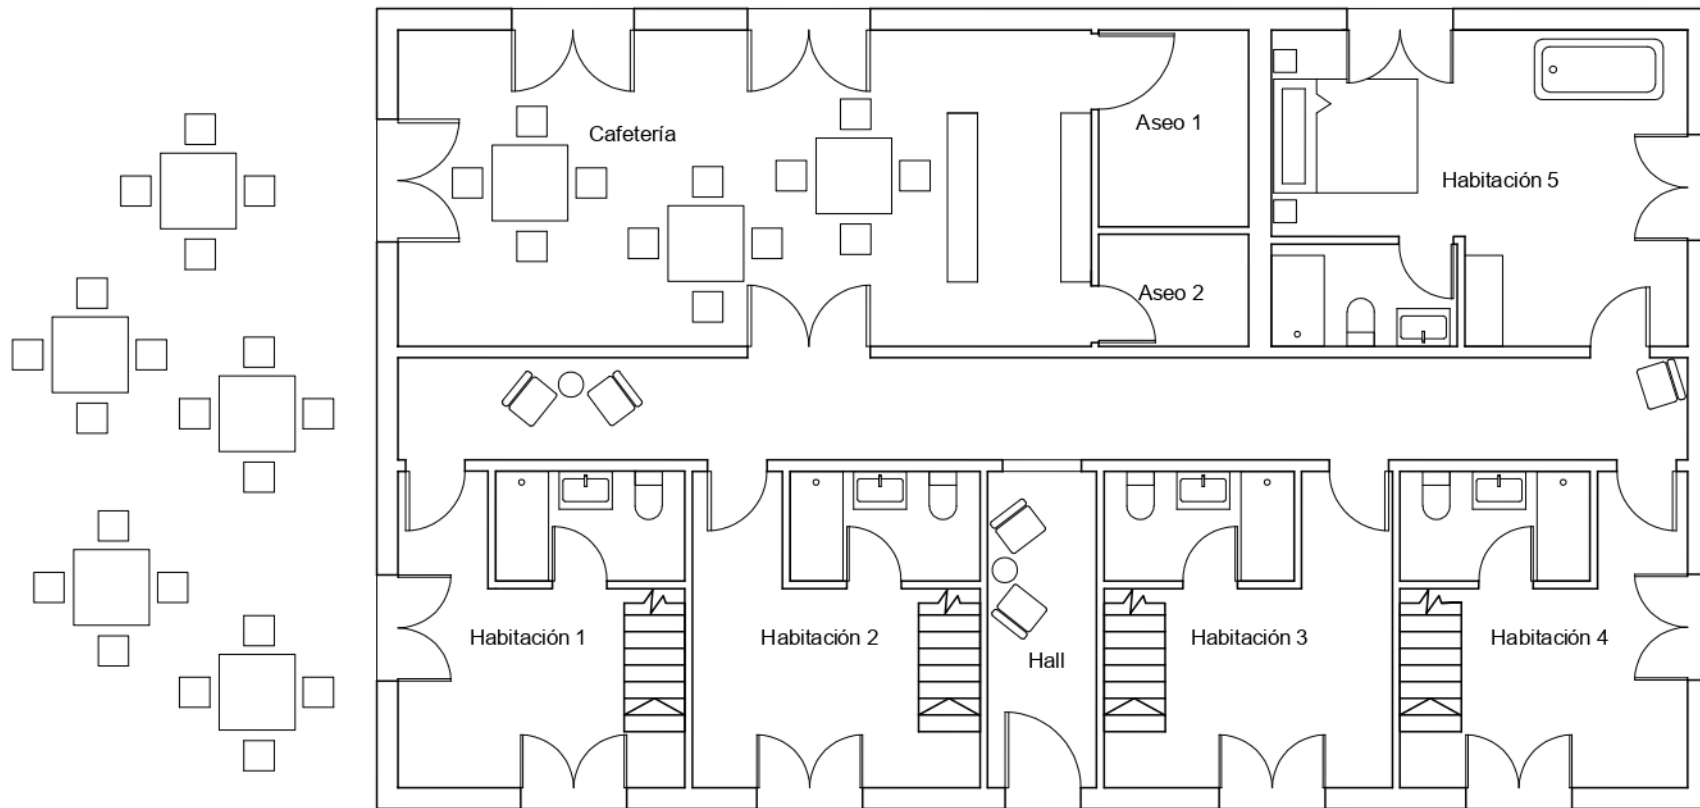 Cafetería
Aseo 1
Habitación 5
Aseo 2
Habitación 1
Habitación 2
Hall
Habitación 3
Habitación 4